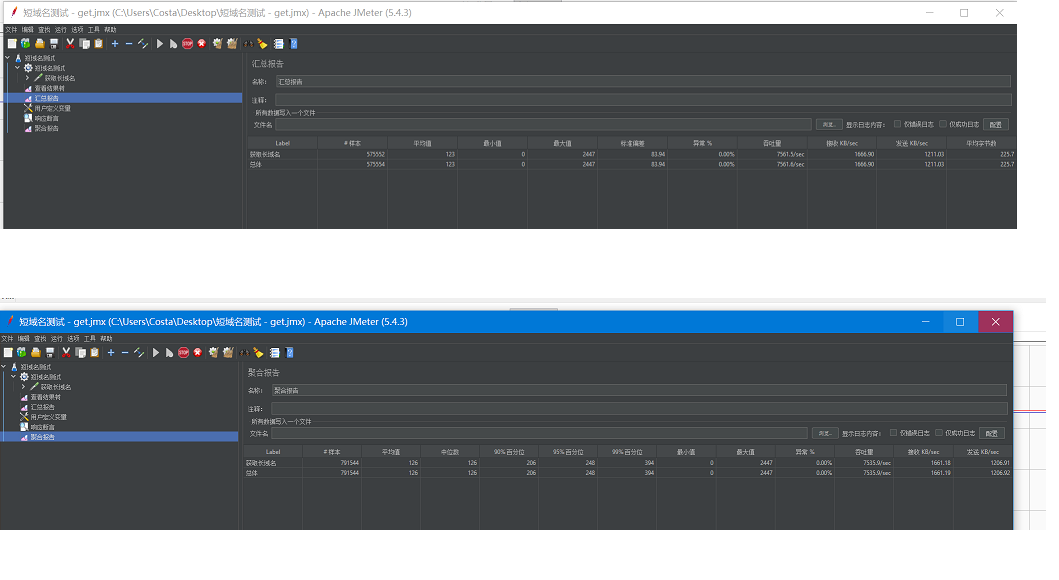 短域名测试 - get.jmx (C:\Users\Costa\Desktop\短域名测试 - get.jmx) - Apache JMeter (5.4.3)
文件 编辑 查找 运行 选项 工具 帮助
短域名测试
短域名测试
获取长域名
查看结果树
汇总报告
用户定义变量
响应断言
聚合报告
汇总报告
名称： 汇总报告
注释：
所有数据写入一个文件
文件名 浏览... 显示日志内容： 仅错误日志 仅成功日志 配置
Label # 样本 平均值 最小值 最大值 标准偏差 异常 % 吞吐量 接收 KB/sec 发送 KB/sec 平均字节数
获取长域名 575552 123 0 2447 83.94 0.00% 7561.5/sec 1666.90 1211.03 225.7
总体 575554 123 0 2447 83.94 0.00% 7561.6/sec 1666.90 1211.03 225.7
短域名测试 - get.jmx (C:\Users\Costa\Desktop\短域名测试 - get.jmx) - Apache JMeter (5.4.3)
文件 编辑 查找 运行 选项 工具 帮助
短域名测试
短域名测试
获取长域名
查看结果树
汇总报告
用户定义变量
响应断言
聚合报告
聚合报告
名称： 聚合报告
注释：
所有数据写入一个文件
文件名 浏览... 显示日志内容： 仅错误日志 仅成功日志 配置
Label # 样本 平均值 中位数 90% 百分位 95% 百分位 99% 百分位 最小值 最大值 异常 % 吞吐量 接收 KB/sec 发送 KB/sec
获取长域名 791544 126 126 206 248 394 0 2447 0.00% 7535.9/sec 1661.18 1206.91
总体 791544 126 126 206 248 394 0 2447 0.00% 7535.9/sec 1661.19 1206.92